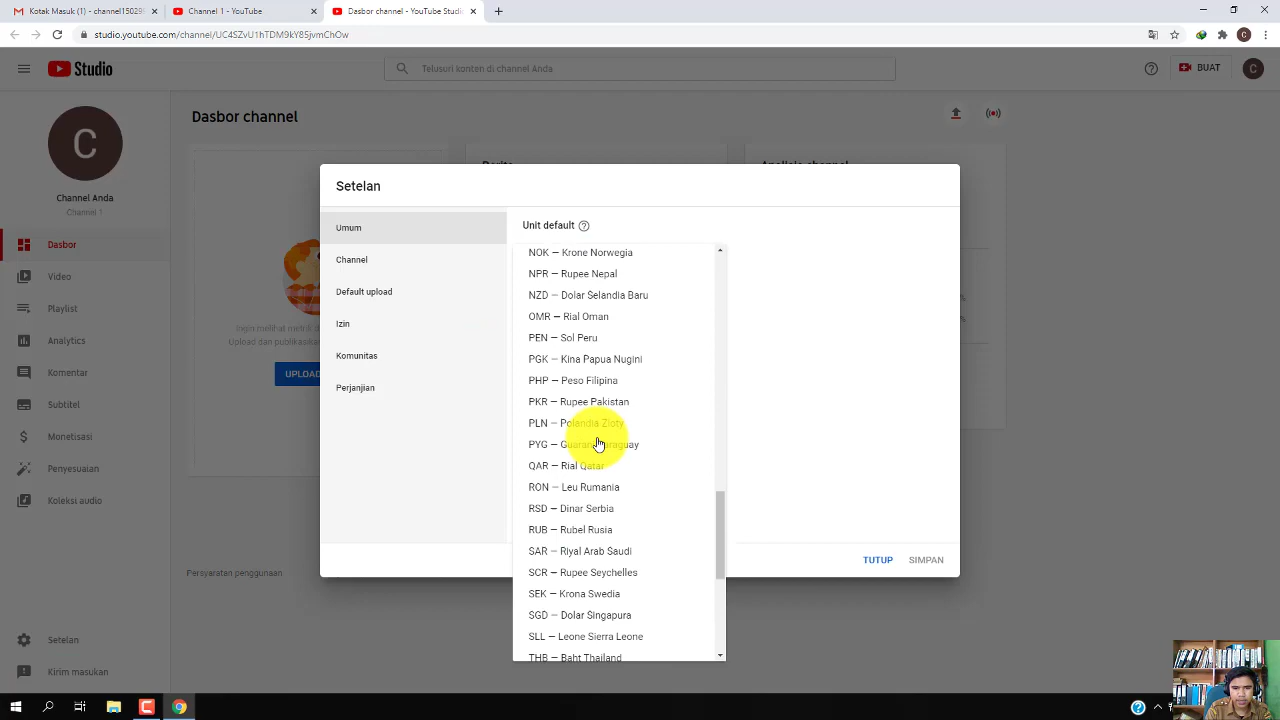 Kotak Masuk (1) - channel15029
Channel 1 - YouTube
Dasbor channel - YouTube Studio
studio.youtube.com/channel/UC4SZvU1hTDM9kY85jvmChOw
C
Studio
Telusuri konten di channel Anda
BUAT
C
C
Channel Anda
Channel 1
Dasbor
Video
Playlist
Analytics
Komentar
Subtitel
Monetisasi
Penyesuaian
Koleksi audio
Setelan
Kirim masukan
Dasbor channel
Berita
Analisis channel
UPLOAD
Persyaratan penggunaan
Setelan
Umum
Channel
Default upload
Izin
Komunitas
Perjanjian
Unit default
NOK — Krone Norwegia
NPR — Rupee Nepal
NZD — Dolar Selandia Baru
OMR — Rial Oman
PEN — Sol Peru
PGK — Kina Papua Nugini
PHP — Peso Filipina
PKR — Rupee Pakistan
PLN — Polandia Zloty
PYG — Guarani Paraguay
QAR — Rial Qatar
RON — Leu Rumania
RSD — Dinar Serbia
RUB — Rubel Rusia
SAR — Riyal Arab Saudi
SCR — Rupee Seychelles
SEK — Krona Swedia
SGD — Dolar Singapura
SLL — Leone Sierra Leone
THB — Baht Thailand
TUTUP
SIMPAN